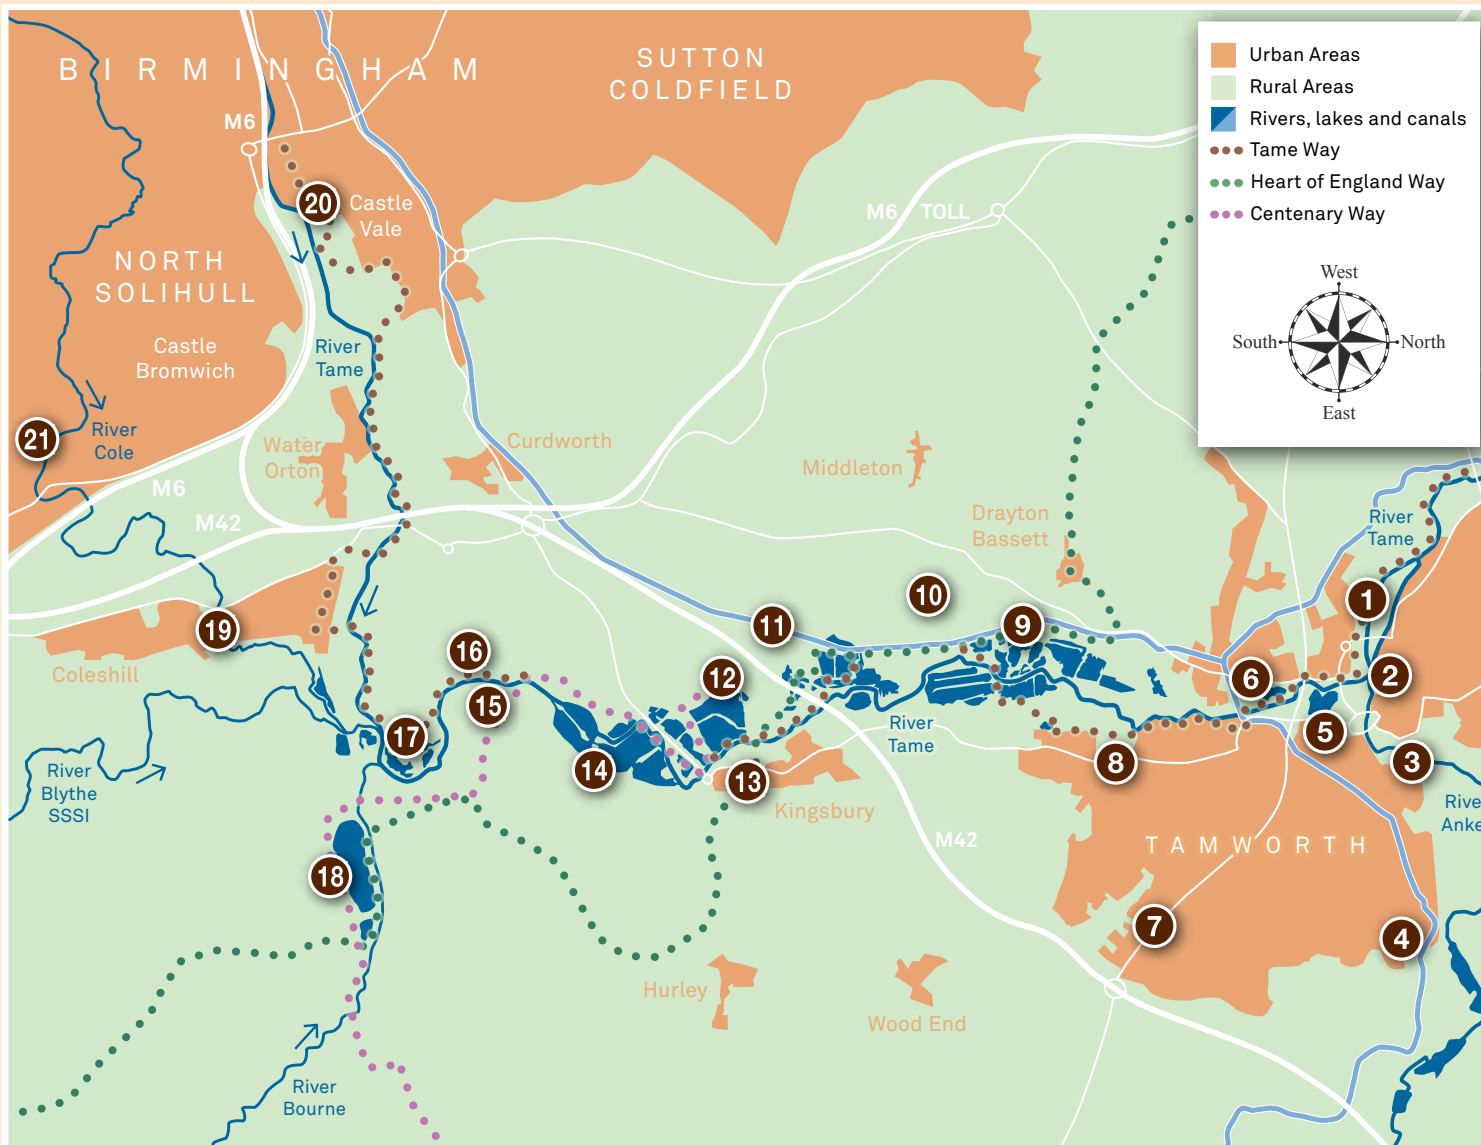 BIRMINGHAM
SUTTON
COLDFIELD
Urban Areas
Rural Areas
Rivers, lakes and canals
Tame Way
Heart of England Way
Centenary Way
West
South
North
East
M6
20
Castle
Vale
M6 TOLL
NORTH
SOLIHULL
Castle
Bromwich
River
Tame
21
River
Cole
Water
Orton
Curdworth
Middleton
M6
M42
Drayton
Bassett
River
Tame
1
19
Coleshill
16
11
10
9
12
6
2
15
17
River
Tame
5
14
13
8
3
River
Blythe
SSSI
Kingsbury
M42
TAMWORTH
18
7
4
Hurley
Wood End
River
Bourne